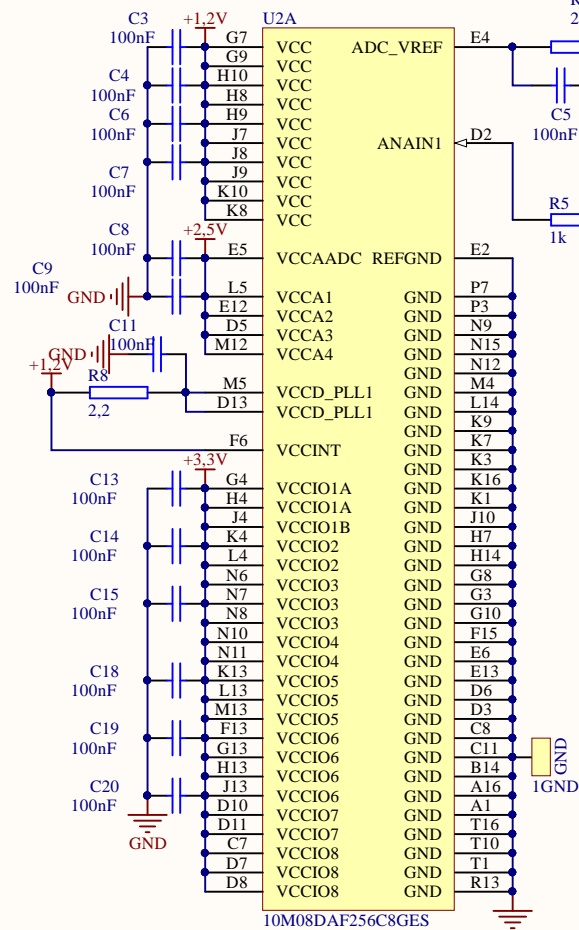 C3
100nF
+1,2V
U2A
R
2
G7 VCC ADC_VREF E4
G9 VCC
C4
100nF
H10 VCC
H8 VCC
C5
100nF
C6
100nF
H9 VCC
J7 VCC ANAIN1 D2
C7
100nF
J8 VCC
J9 VCC
K10 VCC
K8 VCC
R5
1k
C8
100nF
+2,5V
E5 VCCAADC REFGND E2
C9
100nF
GND
L5 VCCA1 GND P7
E12 VCCA2 GND P3
D5 VCCA3 GND N9
M12 VCCA4 GND N15
GND N12
C11
100nF
GND
+1,2V
R8
2,2
M5 VCCD_PLL1 GND M4
D13 VCCD_PLL1 GND L14
GND K9
F6 VCCINT GND K7
GND K3
+3,3V
C13
100nF
G4 VCCIO1A GND K16
H4 VCCIO1A GND K1
J4 VCCIO1B GND J10
C14
100nF
K4 VCCIO2 GND H7
L4 VCCIO2 GND H14
N6 VCCIO3 GND G8
C15
100nF
N7 VCCIO3 GND G3
N8 VCCIO3 GND G10
N10 VCCIO4 GND F15
N11 VCCIO4 GND E6
C18
100nF
K13 VCCIO5 GND E13
L13 VCCIO5 GND D6
M13 VCCIO5 GND D3
C19
100nF
F13 VCCIO6 GND C8
G13 VCCIO6 GND C11
GND
1GND
H13 VCCIO6 GND B14
C20
100nF
J13 VCCIO6 GND A16
D10 VCCIO7 GND A1
D11 VCCIO7 GND T16
GND
C7 VCCIO8 GND T10
D7 VCCIO8 GND T1
D8 VCCIO8 GND R13
10M08DAF256C8GES